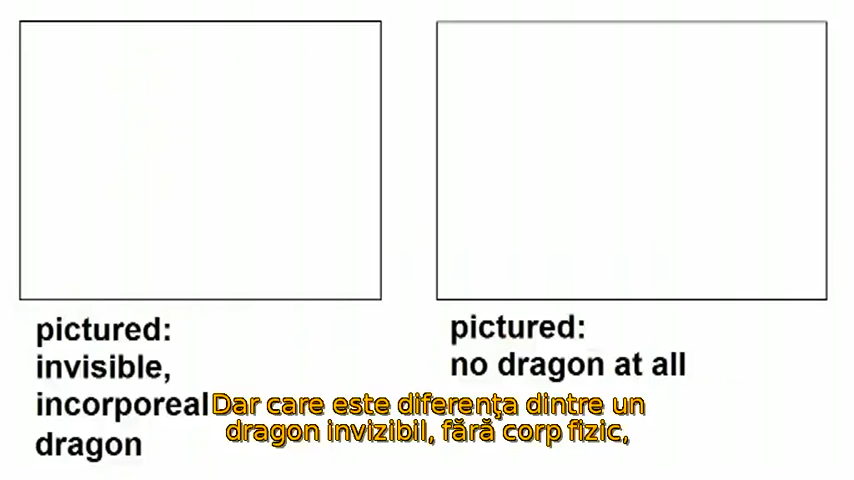 pictured:
invisible,
incorporeal
dragon
pictured:
no dragon at all
Dar care este diferenţa dintre un
dragon invizibil, fără corp fizic,